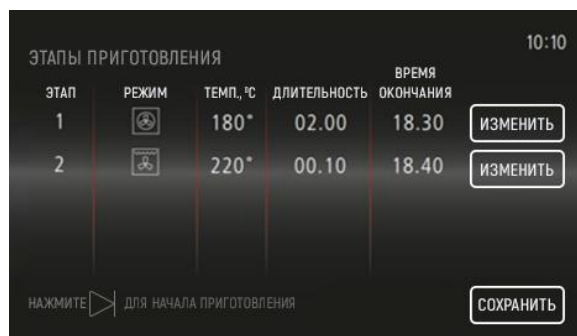 10:10
ЭТАПЫ ПРИГОТОВЛЕНИЯ
ЭТАП РЕЖИМ ТЕМП.,°C ДЛИТЕЛЬНОСТЬ ВРЕМЯ ОКОНЧАНИЯ
1 180° 02.00 18.30 ИЗМЕНИТЬ
2 220° 00.10 18.40 ИЗМЕНИТЬ
НАЖМИТЕ ДЛЯ НАЧАЛА ПРИГОТОВЛЕНИЯ СОХРАНИТЬ